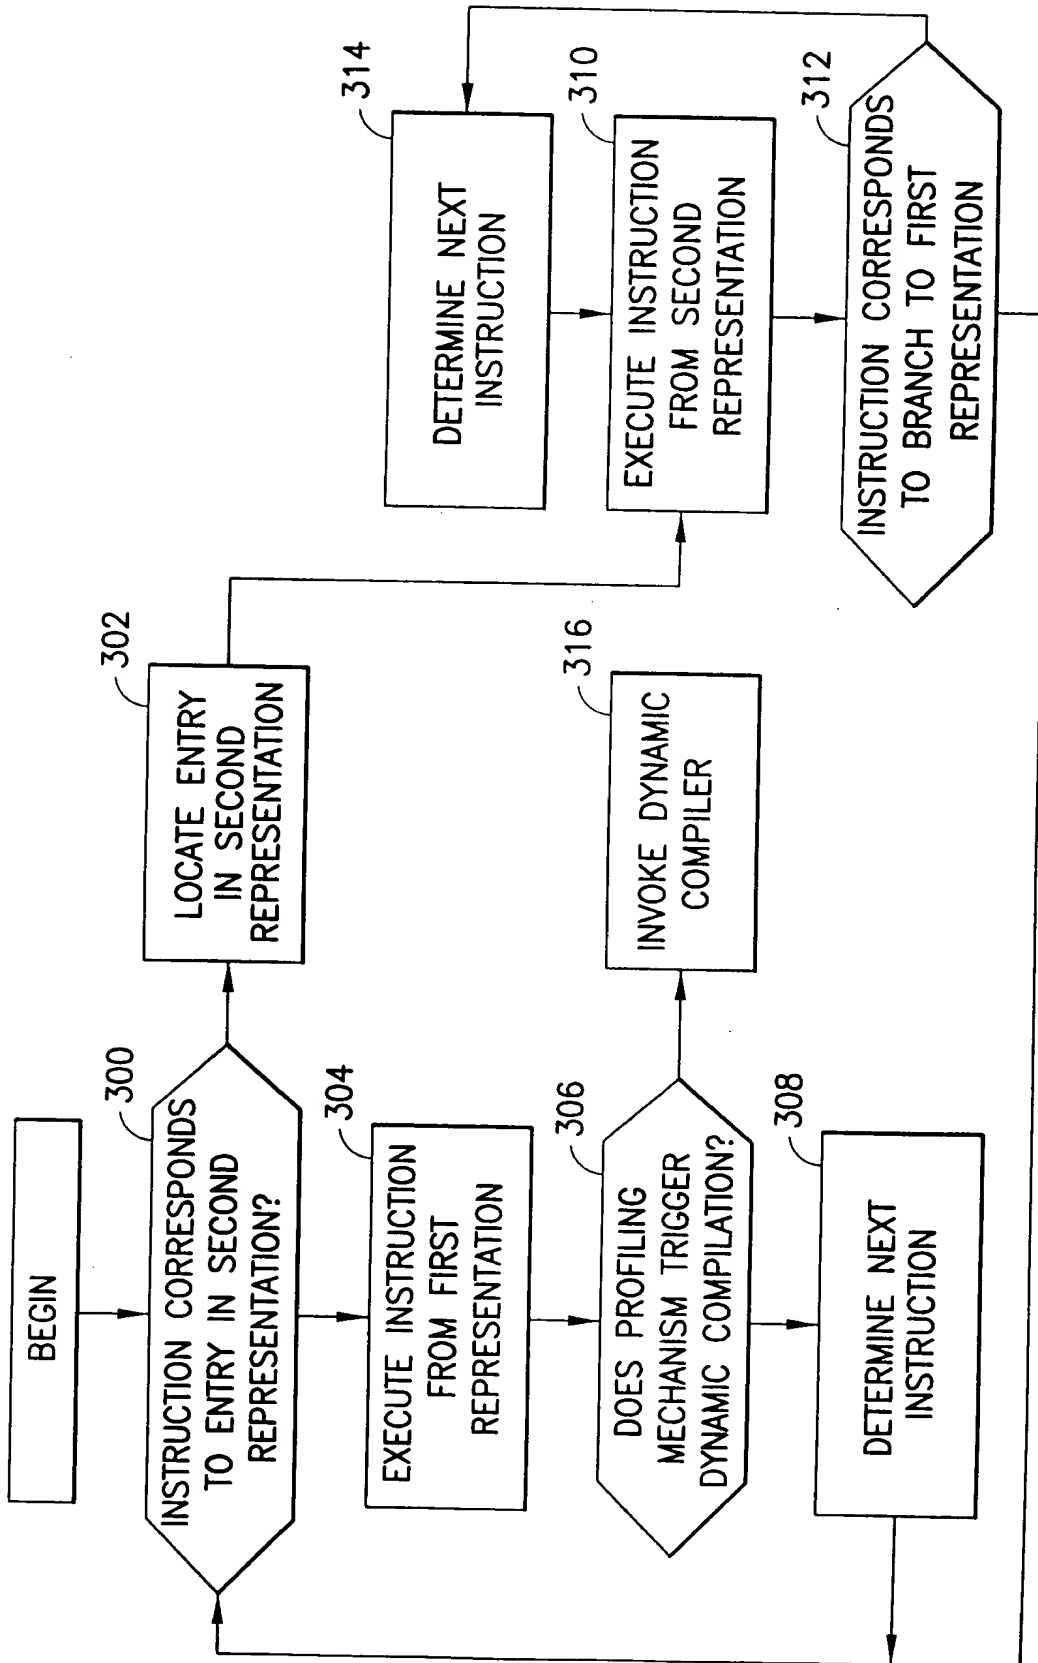 BEGIN
300
INSTRUCTION CORRESPONDS
TO ENTRY IN SECOND
REPRESENTATION?
302
LOCATE ENTRY
IN SECOND
REPRESENTATION
304
EXECUTE INSTRUCTION
FROM FIRST
REPRESENTATION
306
DOES PROFILING
MECHANISM TRIGGER
DYNAMIC COMPILATION?
316
INVOKE DYNAMIC
COMPILER
308
DETERMINE NEXT
INSTRUCTION
314
DETERMINE NEXT
INSTRUCTION
310
EXECUTE INSTRUCTION
FROM SECOND
REPRESENTATION
312
INSTRUCTION CORRESPONDS
TO BRANCH TO FIRST
REPRESENTATION